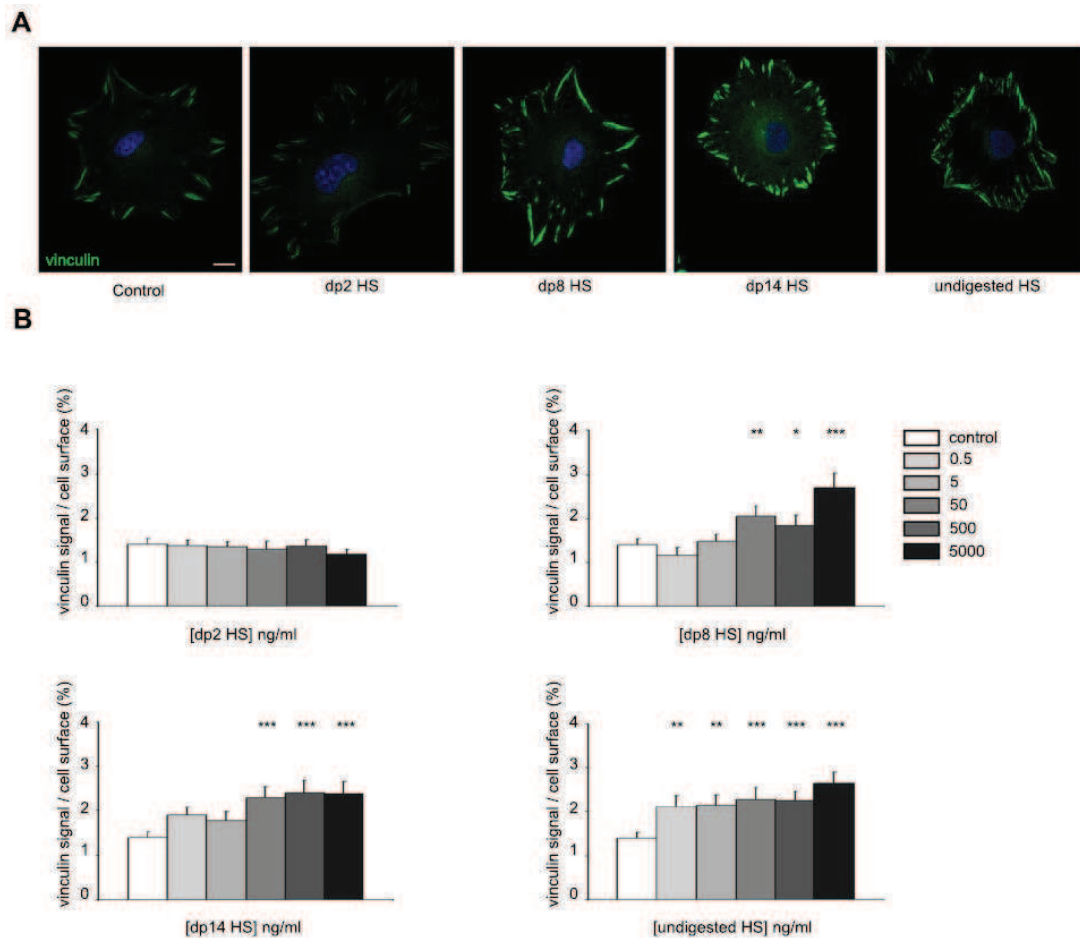 A
vinculin
Control
dp2 HS
dp8 HS
dp14 HS
undigested HS
B
vinculin signal / cell surface (%)
4
3
2
1
0
[dp2 HS] ng/ml
vinculin signal / cell surface (%)
4
3
2
1
0
** * ***
[dp8 HS] ng/ml
control
0.5
5
50
500
5000
vinculin signal / cell surface (%)
4
3
2
1
0
*** *** ***
[dp14 HS] ng/ml
vinculin signal / cell surface (%)
4
3
2
1
0
** ** *** *** ***
[undigested HS] ng/ml